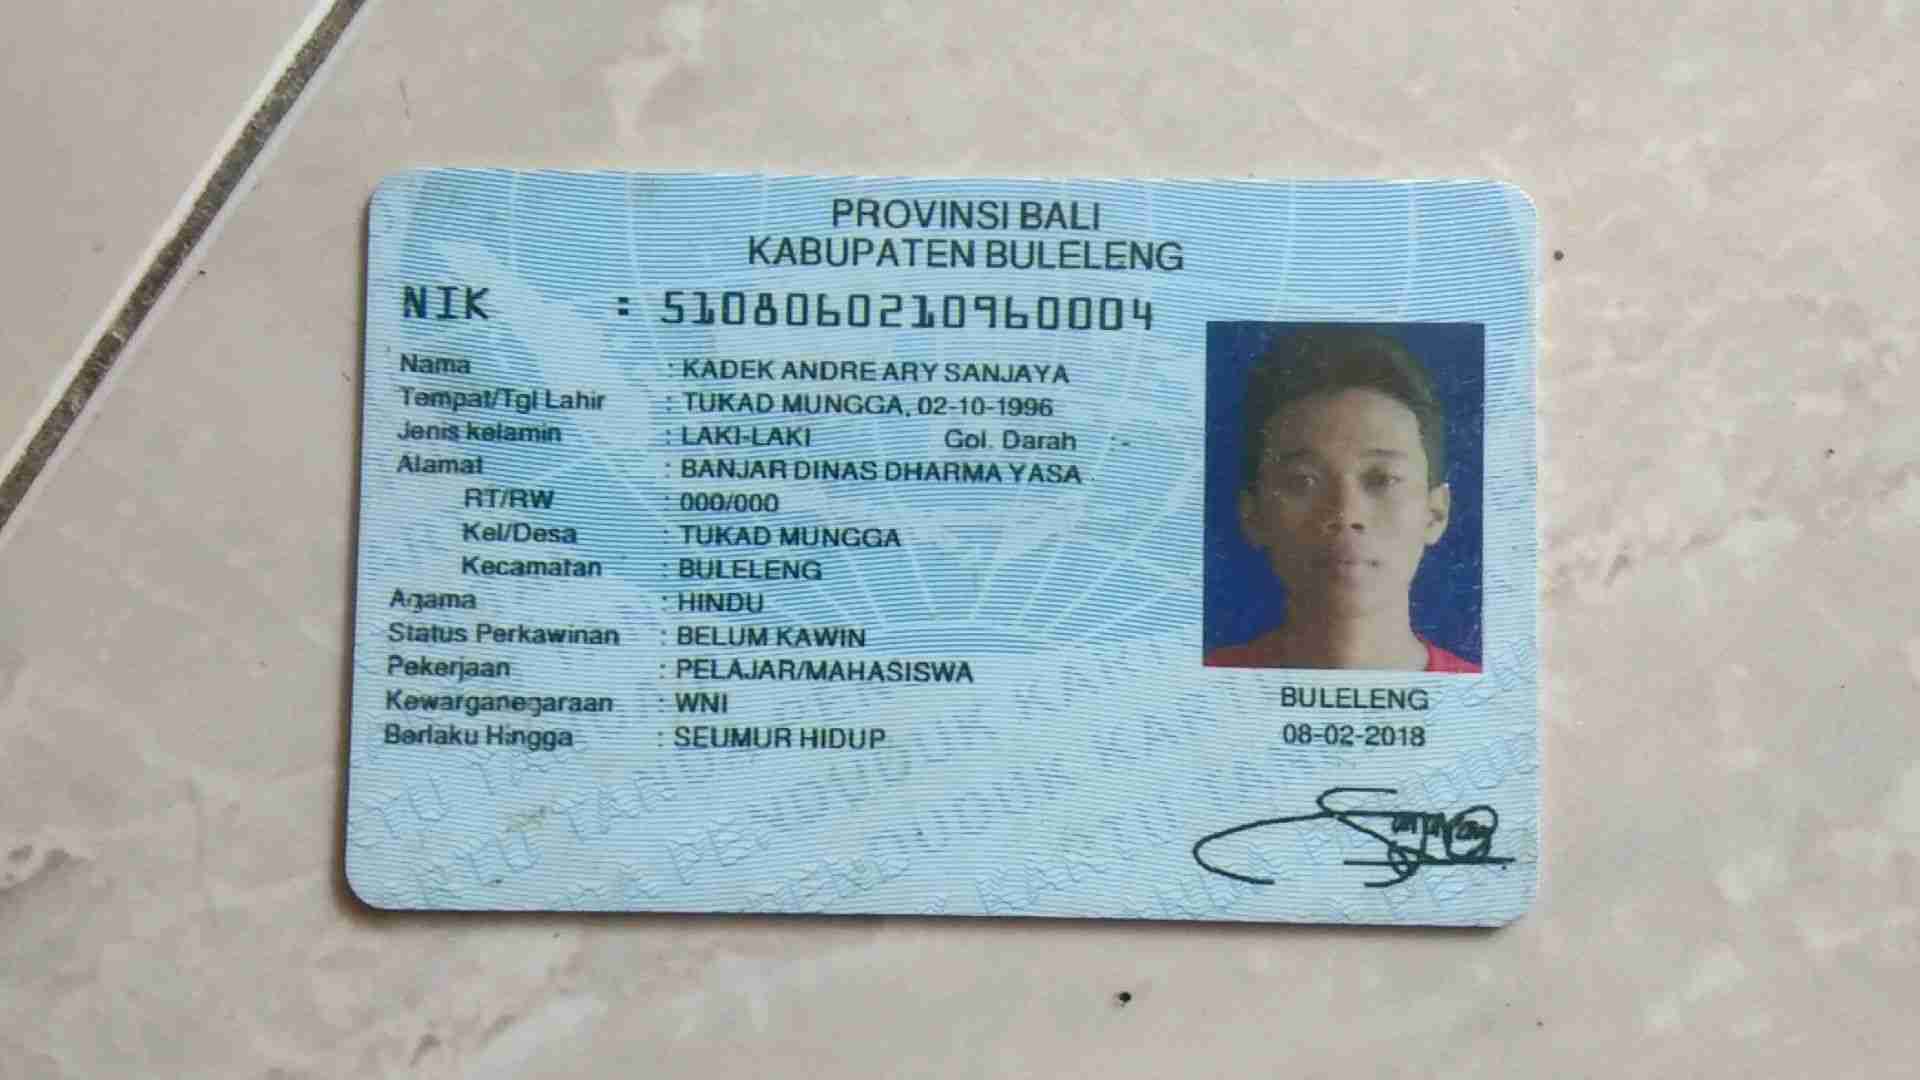 PROVINSI BALI
KABUPATEN BULELENG
NIK : 5108060210960004
Nama : KADEK ANDRE ARY SANJAYA
Tempat/Tgl Lahir : TUKAD MUNGGA, 02-10-1996
Jenis kelamin : LAKI-LAKI Gol. Darah : -
Alamat : BANJAR DINAS DHARMA YASA
RT/RW : 000/000
Kel/Desa : TUKAD MUNGGA
Kecamatan : BULELENG
Agama : HINDU
Status Perkawinan : BELUM KAWIN
Pekerjaan : PELAJAR/MAHASISWA
Kewarganegaraan : WNI
Berlaku Hingga : SEUMUR HIDUP
BULELENG
08-02-2018